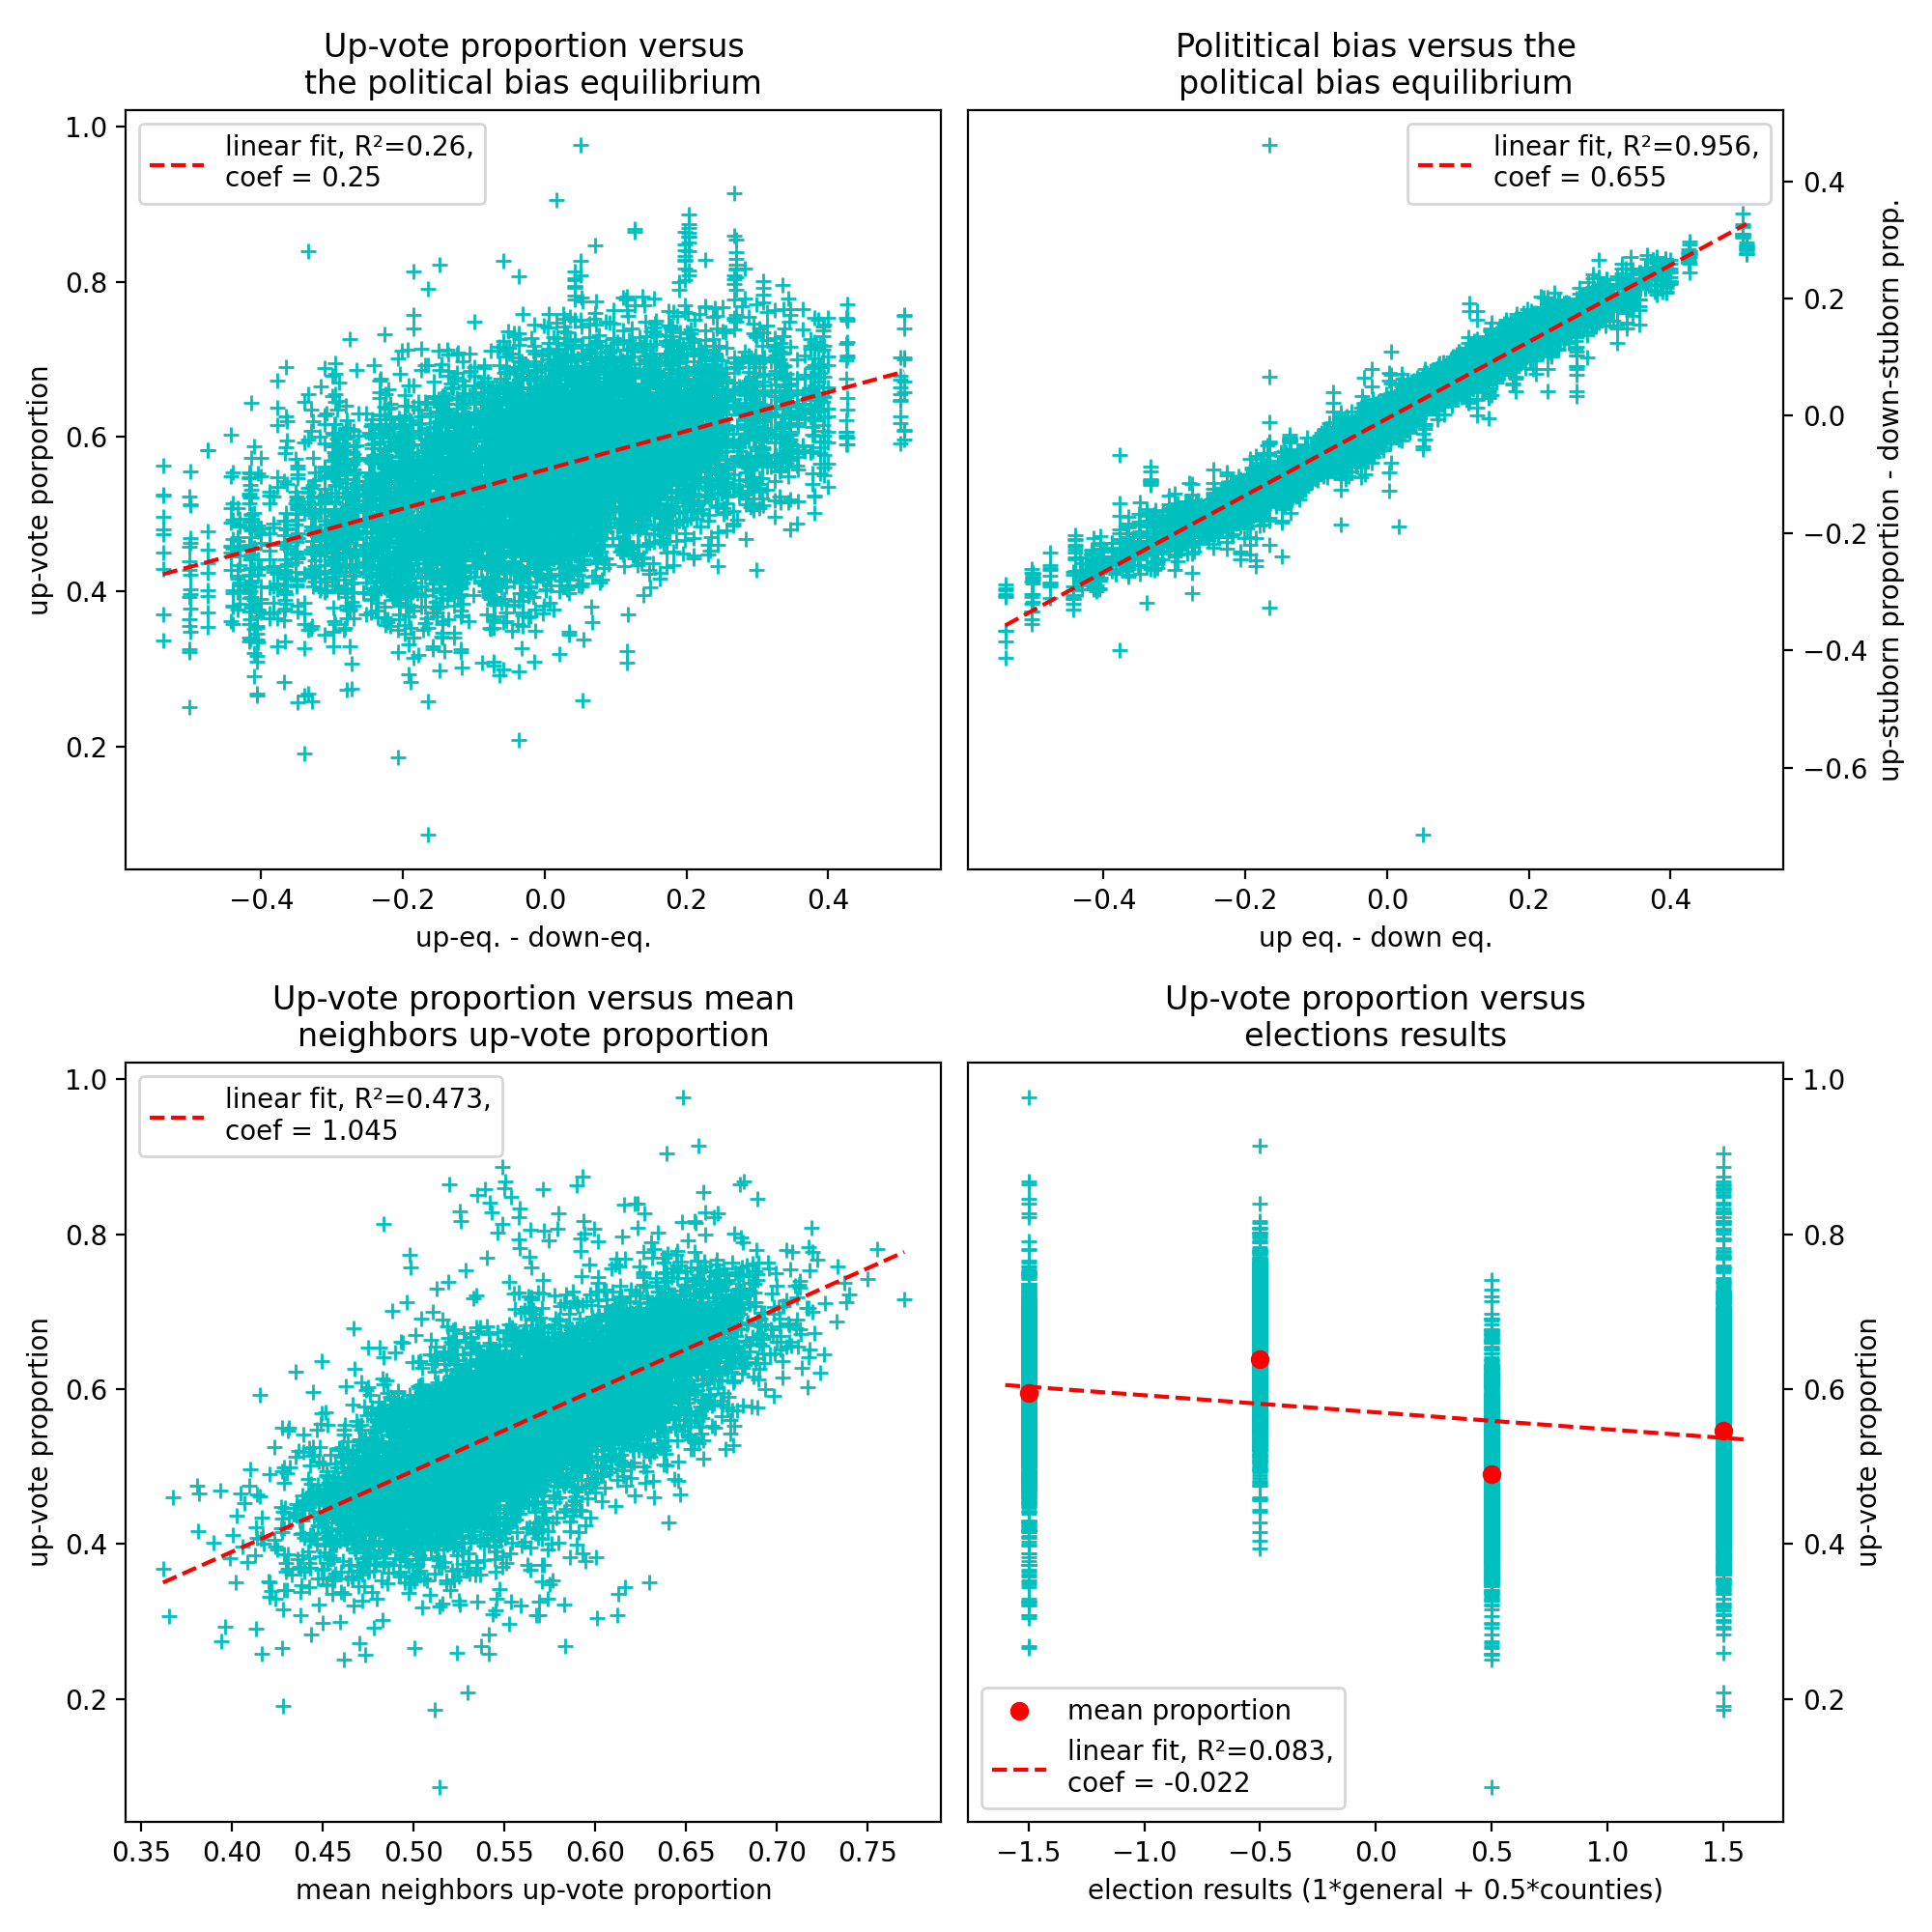 Up-vote proportion versus
the political bias equilibrium
linear fit, R²=0.26,
coef = 0.25
1.0
0.8
0.6
0.4
0.2
up-vote porportion
−0.4
−0.2
0.0
0.2
0.4
up-eq. - down-eq.
Polititical bias versus the
political bias equilibrium
linear fit, R²=0.956,
coef = 0.655
0.4
0.2
0.0
−0.2
−0.4
−0.6
up-stuborn proportion - down-stuborn prop.
−0.4
−0.2
0.0
0.2
0.4
up eq. - down eq.
Up-vote proportion versus mean
neighbors up-vote proportion
linear fit, R²=0.473,
coef = 1.045
1.0
0.8
0.6
0.4
0.2
up-vote proportion
0.35
0.40
0.45
0.50
0.55
0.60
0.65
0.70
0.75
mean neighbors up-vote proportion
Up-vote proportion versus
elections results
1.0
0.8
0.6
0.4
0.2
up-vote proportion
mean proportion
linear fit, R²=0.083,
coef = -0.022
−1.5
−1.0
−0.5
0.0
0.5
1.0
1.5
election results (1*general + 0.5*counties)